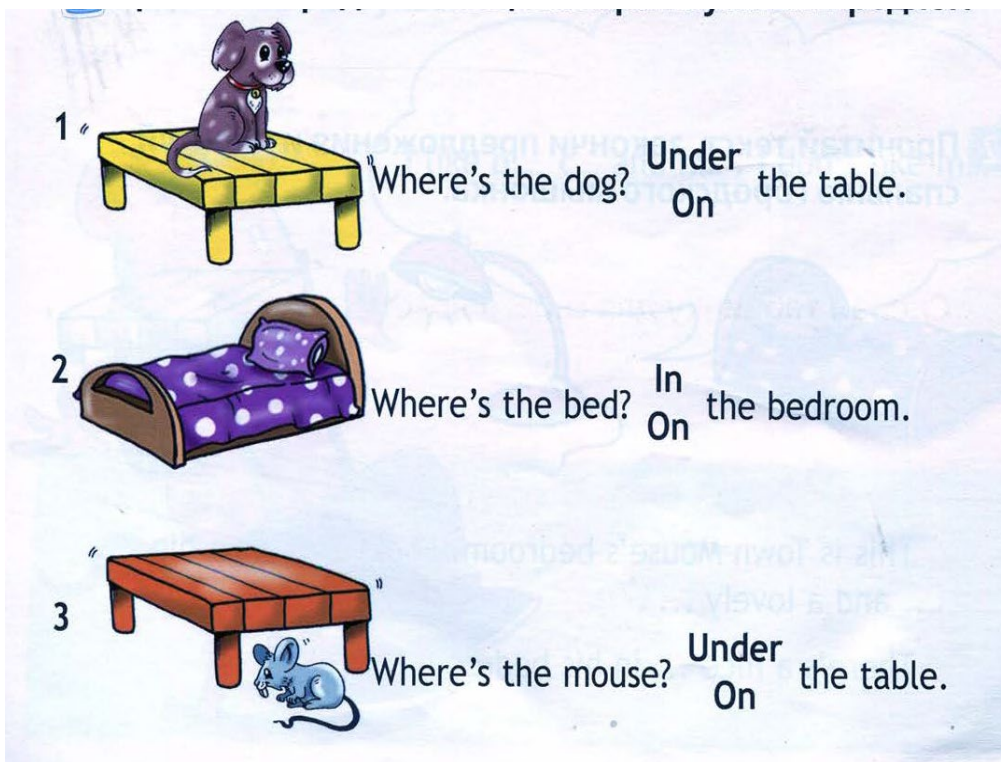 1
Where's the dog? Under the table.
On
2
Where's the bed? In the bedroom.
On
3
Where's the mouse? Under the table.
On